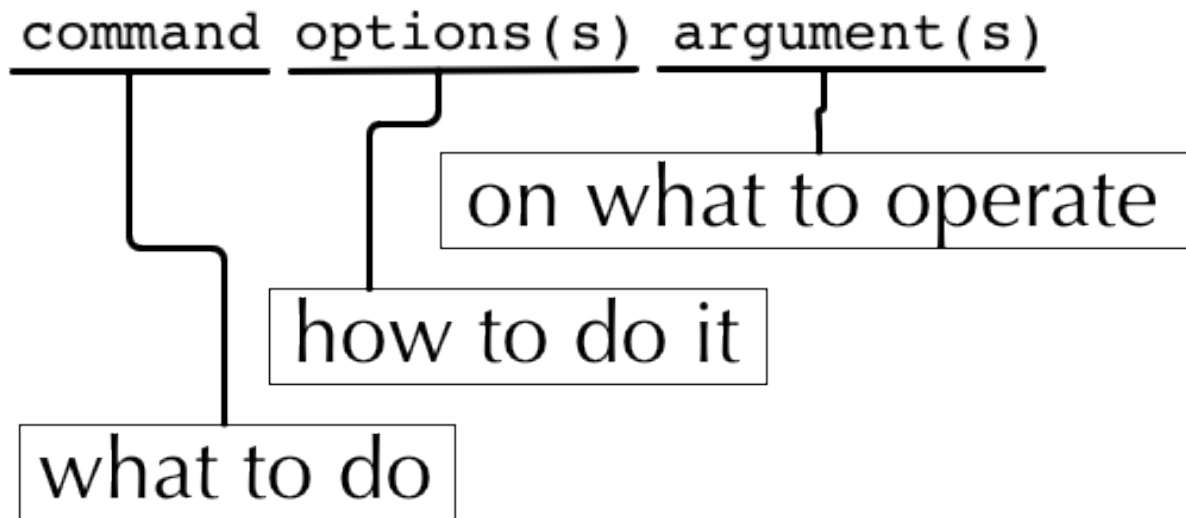 command options(s) argument(s)
on what to operate
how to do it
what to do